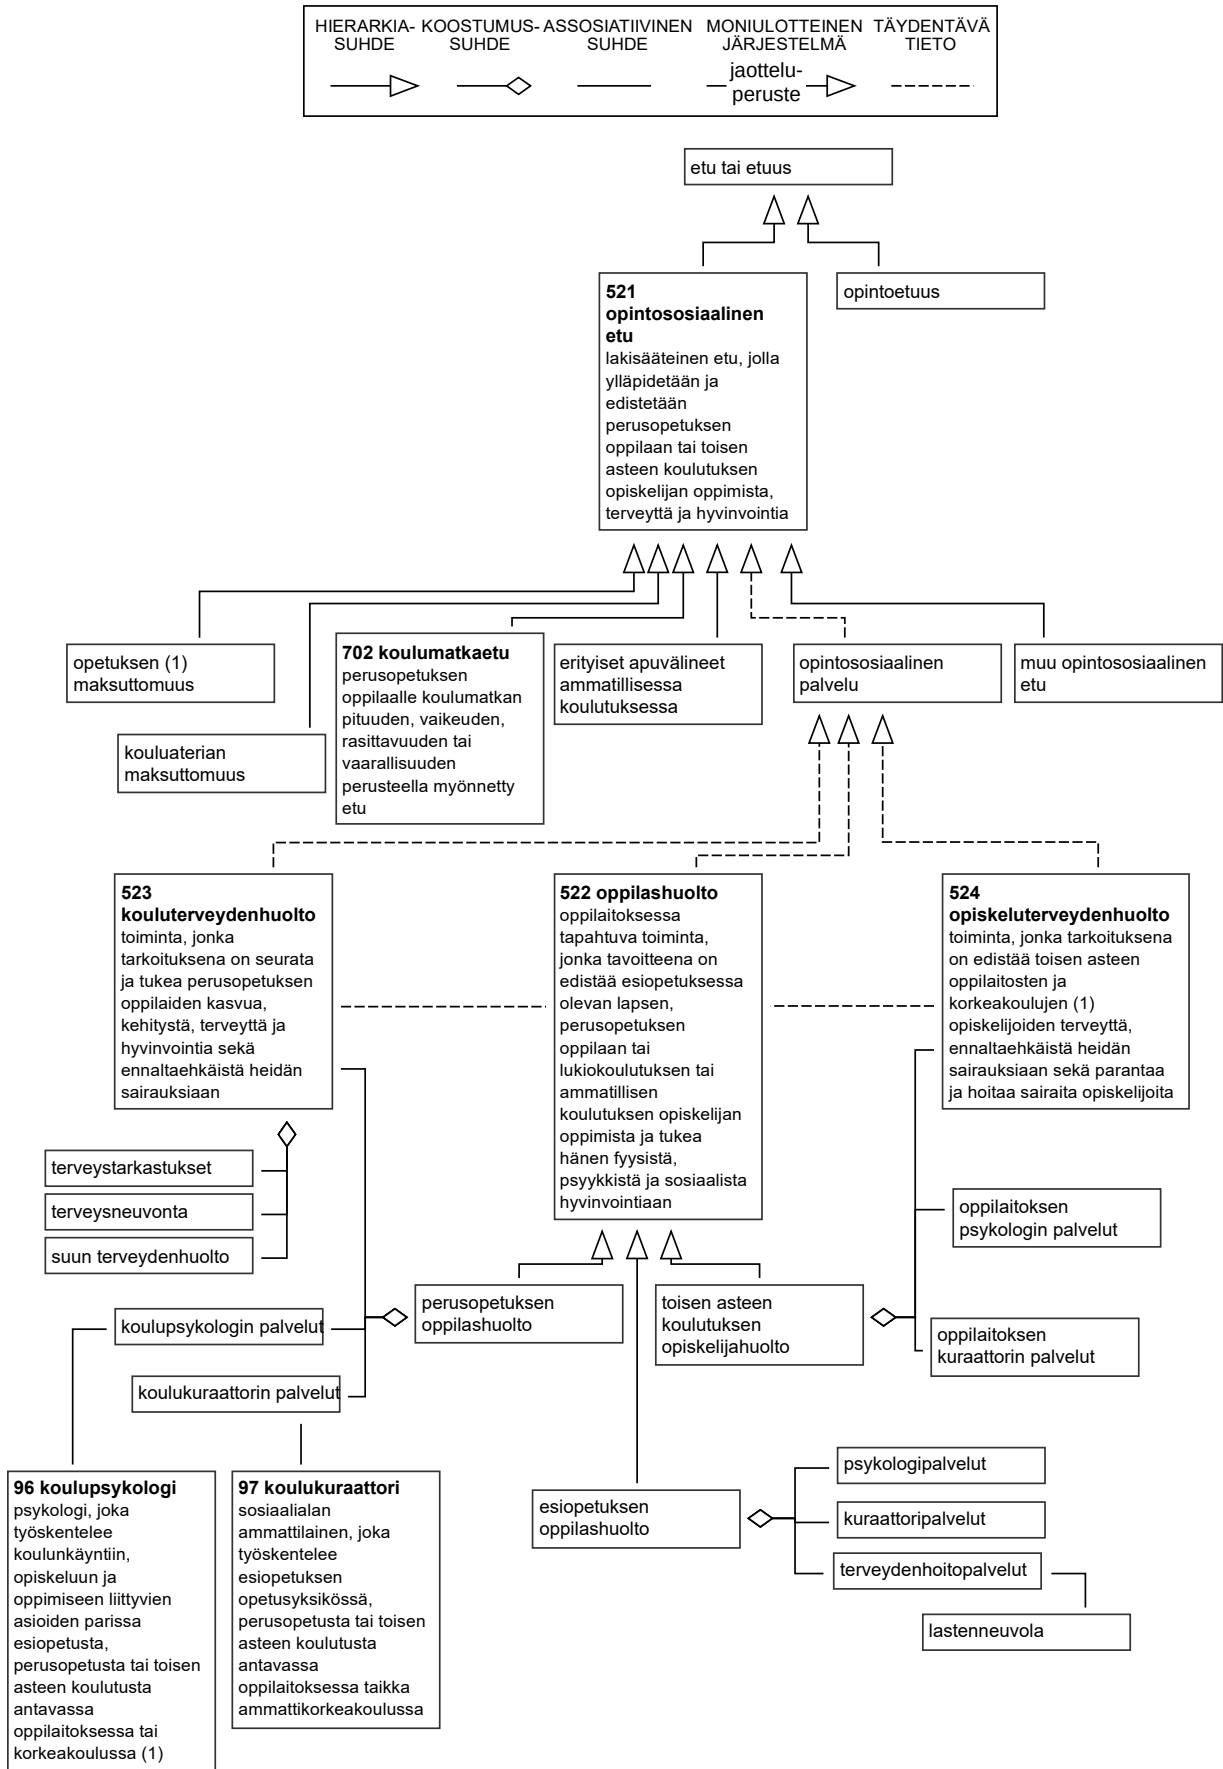 HIERARKIA-
SUHDE
KOOSTUMUS-
SUHDE
ASSOSIATIIVINEN
SUHDE
MONIULOTTEINEN
JÄRJESTELMÄ
TÄYDENTÄVÄ
TIETO
jaottelu-
peruste
etu tai etuus
521
opintososiaalinen
etu
lakisääteinen etu, jolla
ylläpidetään ja
edistetään
perusopetuksen
oppilaan tai toisen
asteen koulutuksen
opiskelijan oppimista,
terveyttä ja hyvinvointia
opintoetuus
opetuksen (1)
maksuttomuus
kouluaterian
maksuttomuus
702 koulumatkaetu
perusopetuksen
oppilaalle koulumatkan
pituuden, vaikeuden,
rasittavuuden tai
vaarallisuuden
perusteella myönnetty
etu
erityiset apuvälineet
ammatillisessa
koulutuksessa
opintososiaalinen
palvelu
muu opintososiaalinen
etu
523
kouluterveydenhuolto
toiminta, jonka
tarkoituksena on seurata
ja tukea perusopetuksen
oppilaiden kasvua,
kehitystä, terveyttä ja
hyvinvointia sekä
ennaltaehkäistä heidän
sairauksiaan
522 oppilashuolto
oppilaitoksessa
tapahtuva toiminta,
jonka tavoitteena on
edistää esiopetuksessa
olevan lapsen,
perusopetuksen
oppilaan tai
lukiokoulutuksen tai
ammatillisen
koulutuksen opiskelijan
oppimista ja tukea
hänen fyysistä,
psyykkistä ja sosiaalista
hyvinvointiaan
524
opiskeluterveydenhuolto
toiminta, jonka tarkoituksena
on edistää toisen asteen
oppilaitosten ja
korkeakoulujen (1)
opiskelijoiden terveyttä,
ennaltaehkäistä heidän
sairauksiaan sekä parantaa
ja hoitaa sairaita opiskelijoita
terveystarkastukset
terveysneuvonta
suun terveydenhuolto
koulupsykologin palvelut
koulukuraattorin palvelut
perusopetuksen
oppilashuolto
toisen asteen
koulutuksen
opiskelijahuolto
oppilaitoksen
psykologin palvelut
oppilaitoksen
kuraattorin palvelut
96 koulupsykologi
psykologi, joka
työskentelee
koulunkäyntiin,
opiskeluun ja
oppimiseen liittyvien
asioiden parissa
esiopetusta,
perusopetusta tai toisen
asteen koulutusta
antavassa
oppilaitoksessa tai
korkeakoulussa (1)
97 koulukuraattori
sosiaalialan
ammattilainen, joka
työskentelee
esiopetuksen
opetusyksikössä,
perusopetusta tai toisen
asteen koulutusta
antavassa
oppilaitoksessa taikka
ammattikorkeakoulussa
esiopetuksen
oppilashuolto
psykologipalvelut
kuraattoripalvelut
terveydenhoitopalvelut
lastenneuvola